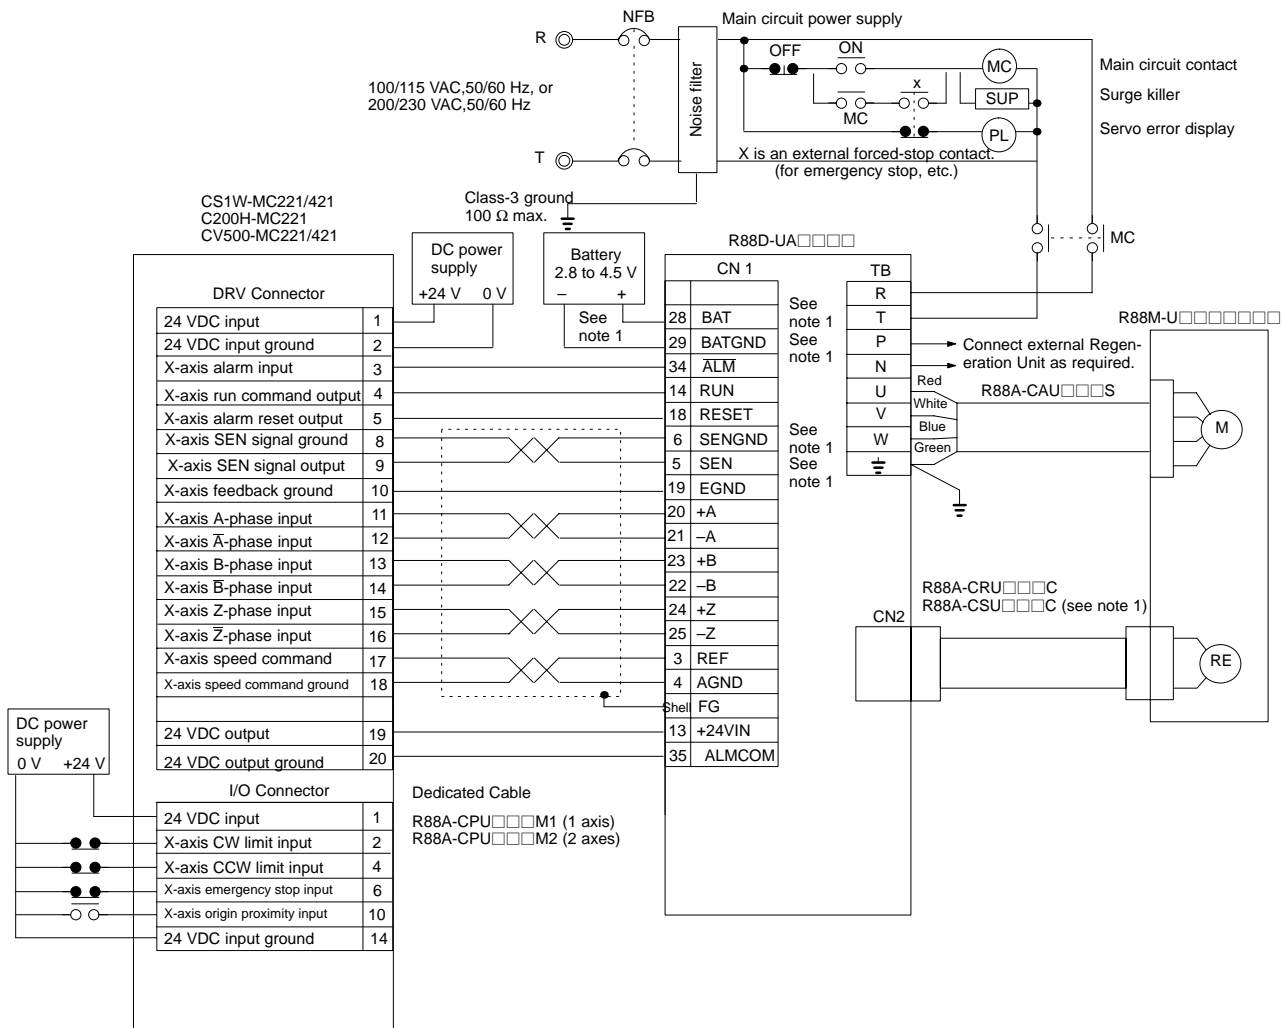 NFB
Main circuit power supply
R
OFF
ON
MC
Main circuit contact
100/115 VAC,50/60 Hz, or
200/230 VAC,50/60 Hz
Noise filter
x
SUP
Surge killer
MC
PL
Servo error display
T
X is an external forced-stop contact.
(for emergency stop, etc.)
CS1W-MC221/421
C200H-MC221
CV500-MC221/421
Class-3 ground
100 Ω max.
MC
DC power
supply
+24 V 0 V
Battery
2.8 to 4.5 V
– +
See
note 1
R88D-UA□□□□
CN 1
TB
DRV Connector
24 VDC input 1
24 VDC input ground 2
X-axis alarm input 3
X-axis run command output 4
X-axis alarm reset output 5
X-axis SEN signal ground 8
X-axis SEN signal output 9
X-axis feedback ground 10
X-axis A-phase input 11
X-axis A̅-phase input 12
X-axis B-phase input 13
X-axis B̅-phase input 14
X-axis Z-phase input 15
X-axis Z̅-phase input 16
X-axis speed command 17
X-axis speed command ground 18
24 VDC output 19
24 VDC output ground 20
28 BAT
29 BATGND
34 A̅L̅M̅
14 RUN
18 RESET
6 SENGND
5 SEN
19 EGND
20 +A
21 –A
23 +B
22 –B
24 +Z
25 –Z
3 REF
4 AGND
Shell FG
13 +24VIN
35 ALMCOM
See
note 1
See
note 1
See
note 1
See
note 1
R
T
P
N
U
V
W
Connect external Regen-
eration Unit as required.
Red
White
Blue
Green
R88A-CAU□□□S
R88M-U□□□□□□□
M
R88A-CRU□□□C
R88A-CSU□□□C (see note 1)
CN2
RE
DC power
supply
0 V +24 V
I/O Connector
24 VDC input 1
X-axis CW limit input 2
X-axis CCW limit input 4
X-axis emergency stop input 6
X-axis origin proximity input 10
24 VDC input ground 14
Dedicated Cable
R88A-CPU□□□M1 (1 axis)
R88A-CPU□□□M2 (2 axes)